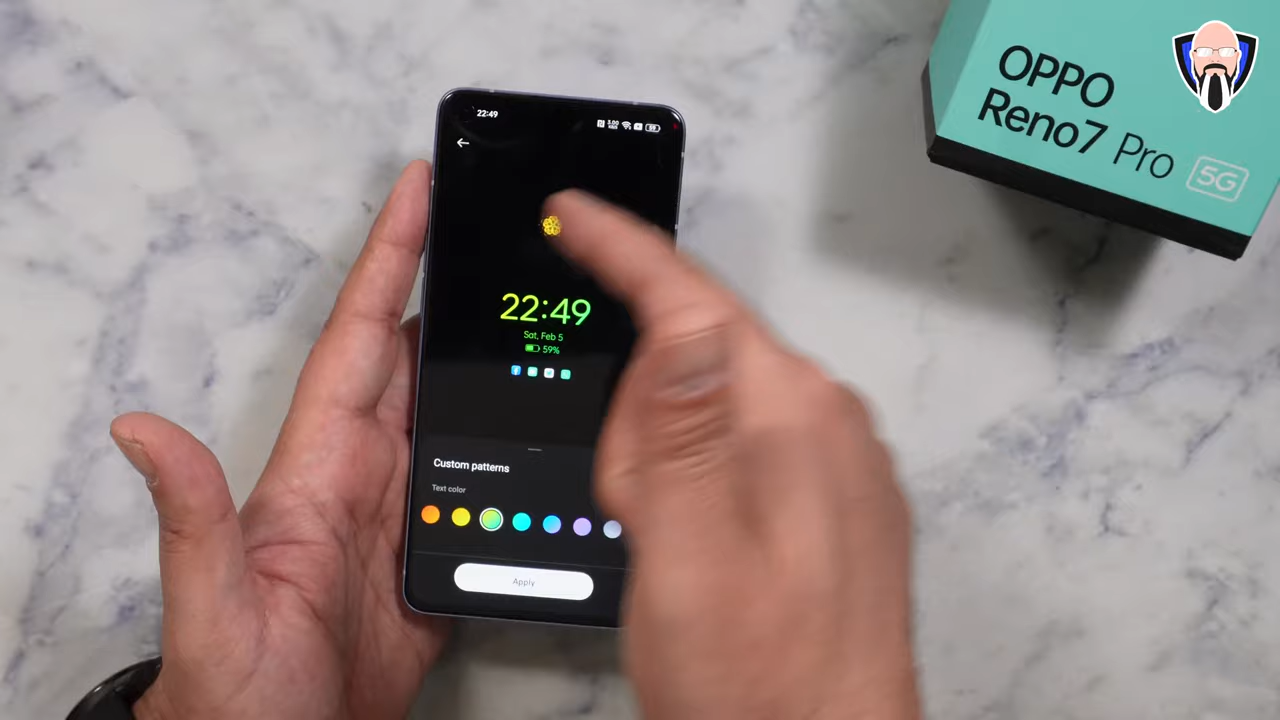 OPPO
Reno7 Pro 5G
22:49
22:49
Sat, Feb 5
59%
Custom patterns
Text color
Apply